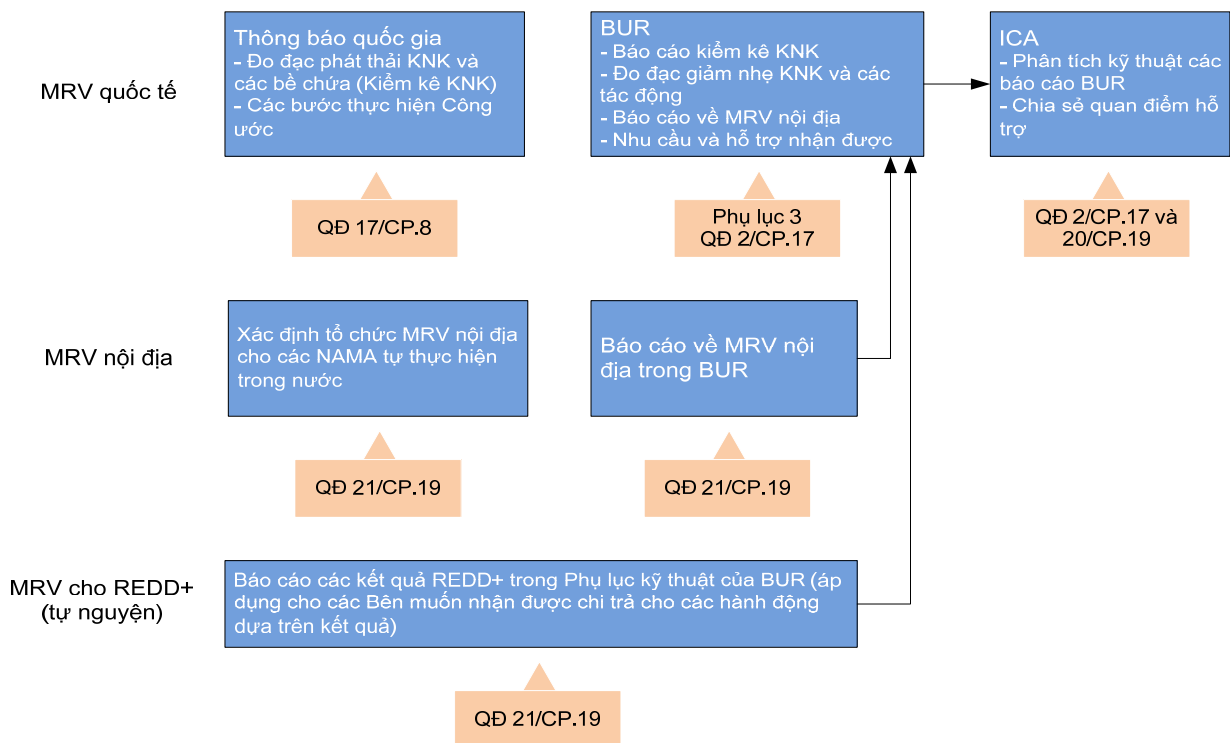 MRV quốc tế
Thông báo quốc gia
- Đo đạc phát thải KNK và
các bể chứa (Kiểm kê KNK)
- Các bước thực hiện Công
ước
BUR
- Báo cáo kiểm kê KNK
- Đo đạc giảm nhẹ KNK và các
tác động
- Báo cáo về MRV nội địa
- Nhu cầu và hỗ trợ nhận được
ICA
- Phân tích kỹ thuật các
báo cáo BUR
- Chia sẻ quan điểm hỗ
trợ
QĐ 17/CP.8
Phụ lục 3
QĐ 2/CP.17
QĐ 2/CP.17 và
20/CP.19
MRV nội địa
Xác định tổ chức MRV nội địa
cho các NAMA tự thực hiện
trong nước
Báo cáo về MRV nội
địa trong BUR
QĐ 21/CP.19
QĐ 21/CP.19
MRV cho REDD+
(tự nguyện)
Báo cáo các kết quả REDD+ trong Phụ lục kỹ thuật của BUR (áp
dụng cho các Bên muốn nhận được chi trả cho các hành động
dựa trên kết quả)
QĐ 21/CP.19